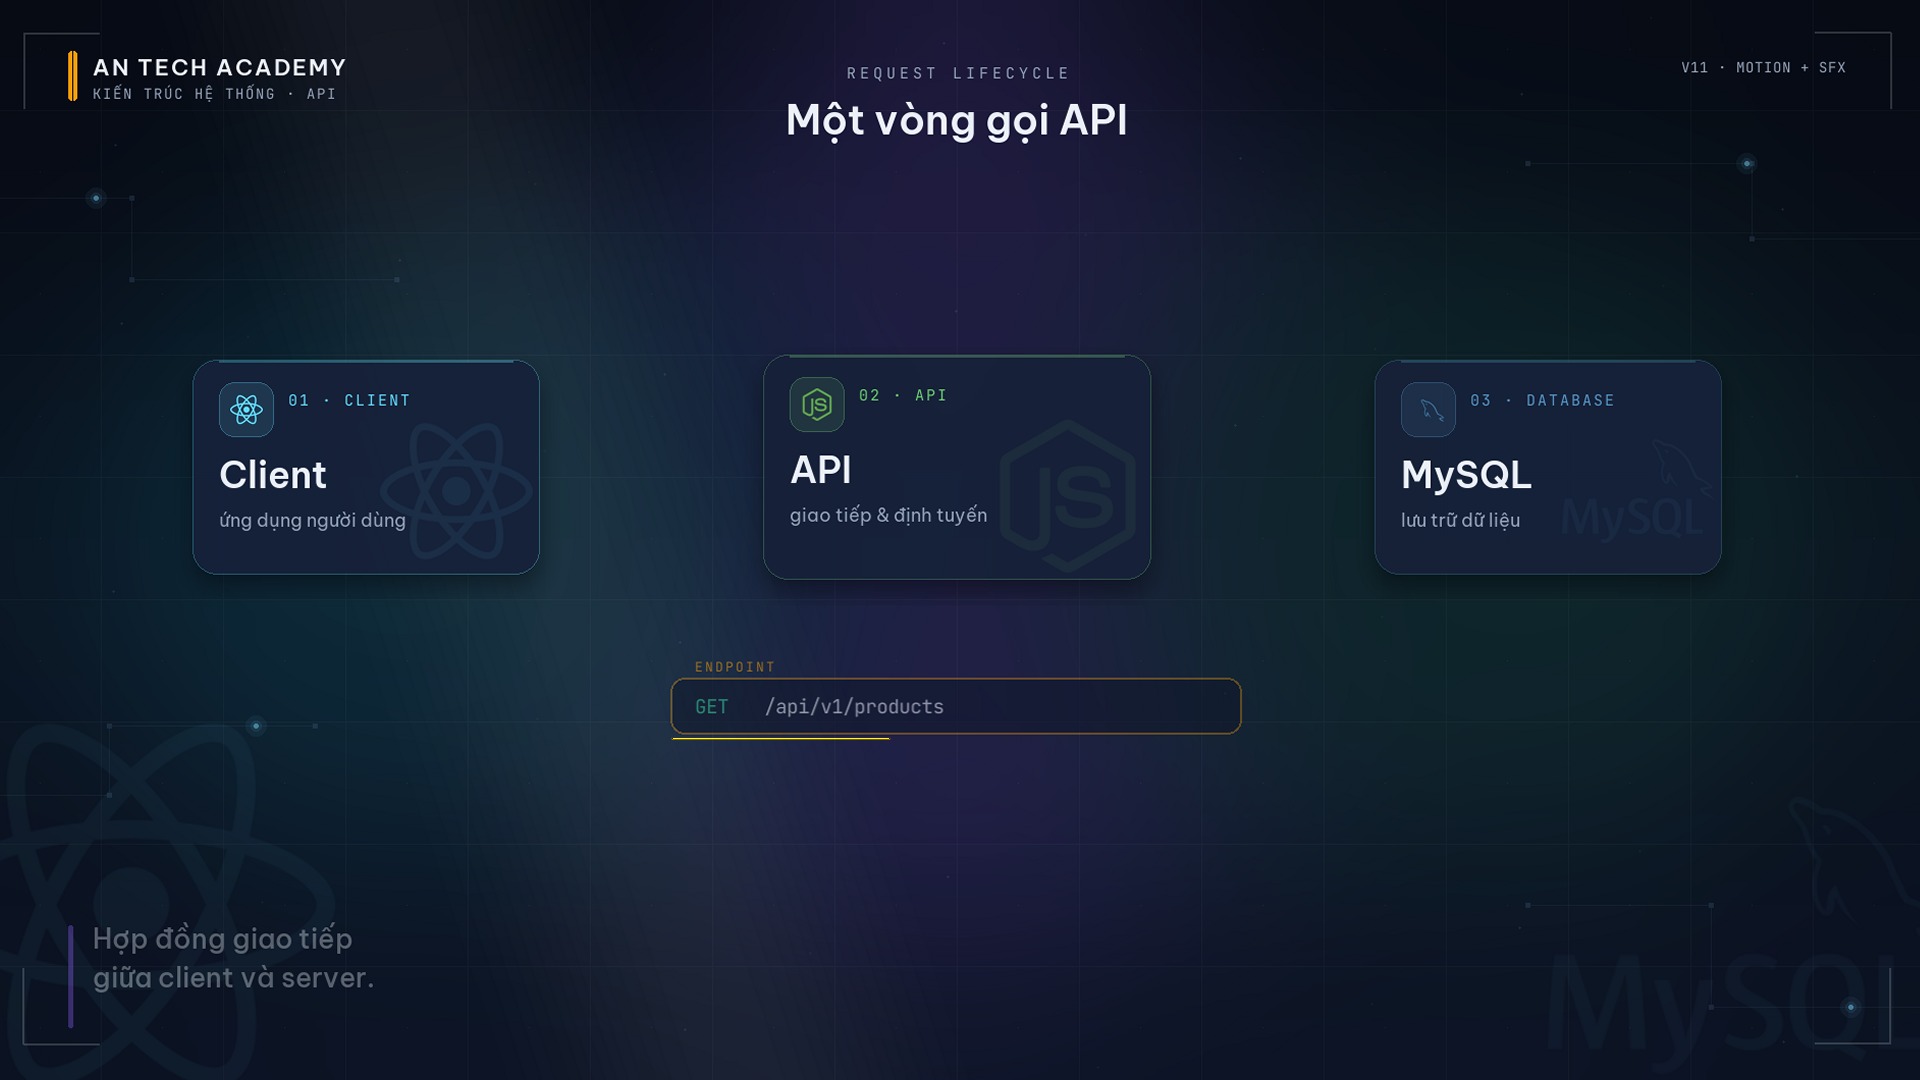 AN TECH ACADEMY
KIẾN TRÚC HỆ THỐNG · API
REQUEST LIFECYCLE
Một vòng gọi API
V11 · MOTION + SFX
01 · CLIENT
Client
ứng dụng người dùng
JS
02 · API
API
giao tiếp & định tuyến
JS
03 · DATABASE
MySQL
lưu trữ dữ liệu
MySQL
ENDPOINT
GET /api/v1/products
Hợp đồng giao tiếp
giữa client và server.
MySQL